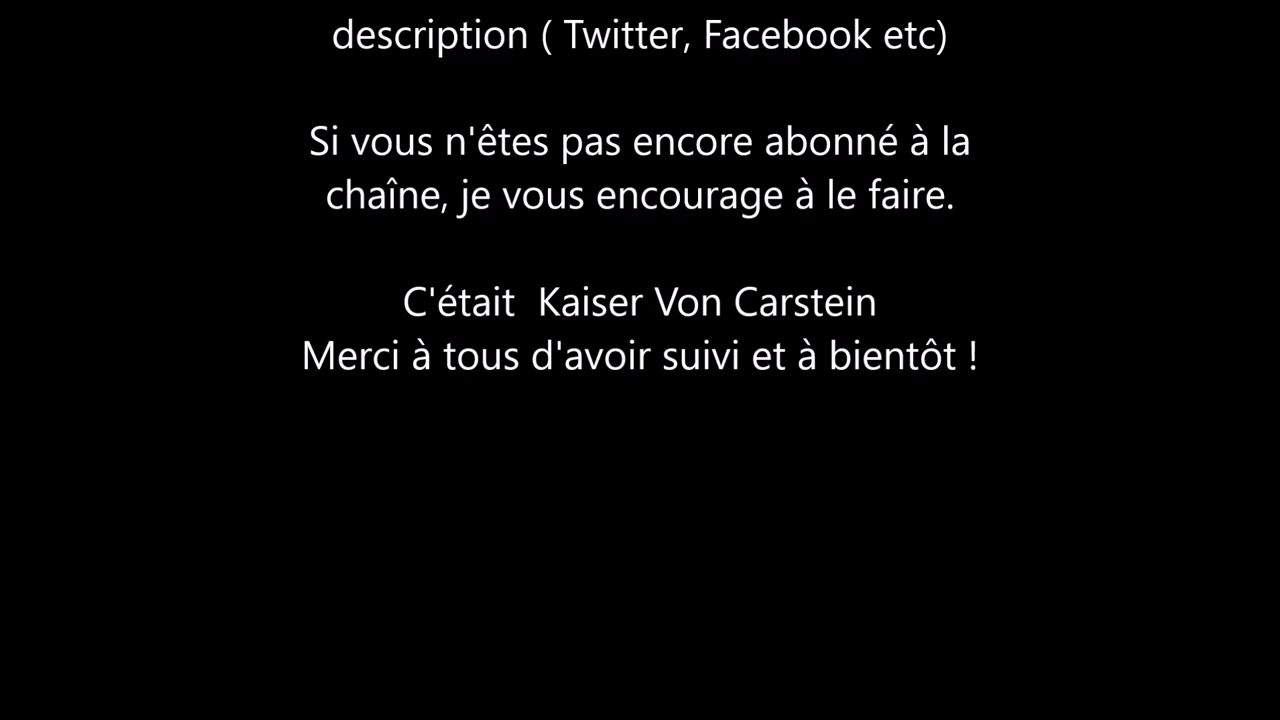 description ( Twitter, Facebook etc)
Si vous n'êtes pas encore abonné à la
chaîne, je vous encourage à le faire.
C'était  Kaiser Von Carstein
Merci à tous d'avoir suivi et à bientôt !